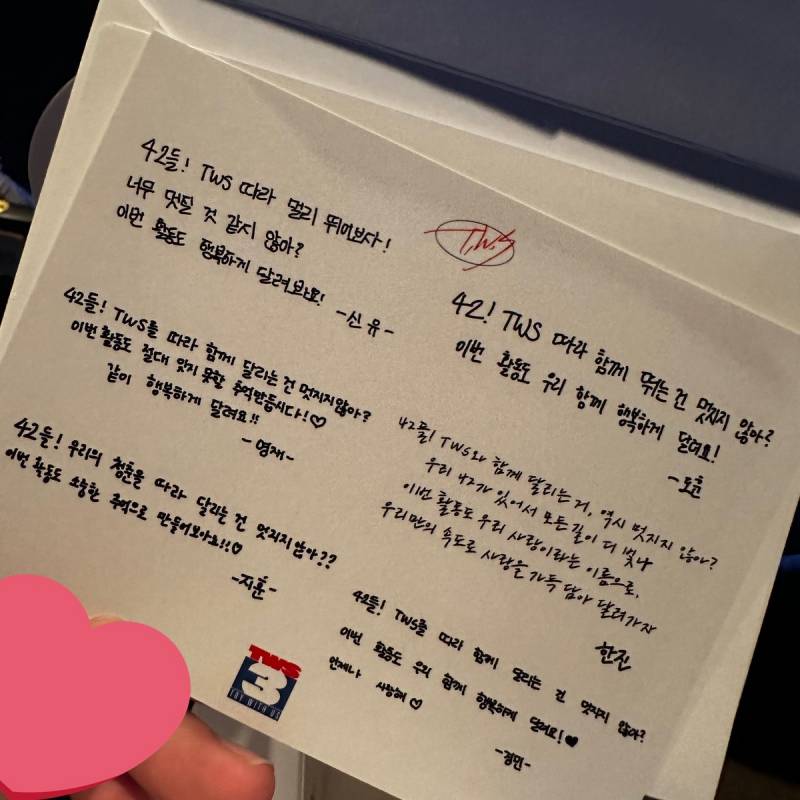 42들! TWS 따라 멀리 뛰어보자!
너무 멋질 것 같지 않아?
이번 활동도 행복하게 달려봐요!
-신유-
42들! TWS를 따라 함께 달리는 건 멋지지않아?
이번활동도 절대 잊지 못할 추억만듭시다!♡
같이 행복하게 달려요!!
-영재-
42들! 우리의 청춘을 따라 달리는 건 멋지지않아??
이번 활동도 소중한 추억으로 만들어보아요!!♡
-지훈-
TWS
3
TRY WITH US
T.W.S
42! TWS 따라 함께 뛰는 건 멋지지 않아?
이번 활동도 우리 함께 행복하게 달려요!
-도훈
42들! TWS와 함께 달리는 거, 역시 멋지지 않아?
우리 42가 있어서 모든 길이 더 빛나
이번 활동도 우리 사랑이라는 이름으로,
우리만의 속도로 사랑을 가득 담아 달려가자
한진
42들! TWS를 따라 함께 달리는 건 멋지지 않아?
이번 활동도 우리 함께 행복하게 달려요!♥
언제나 사랑해♡
-경민-